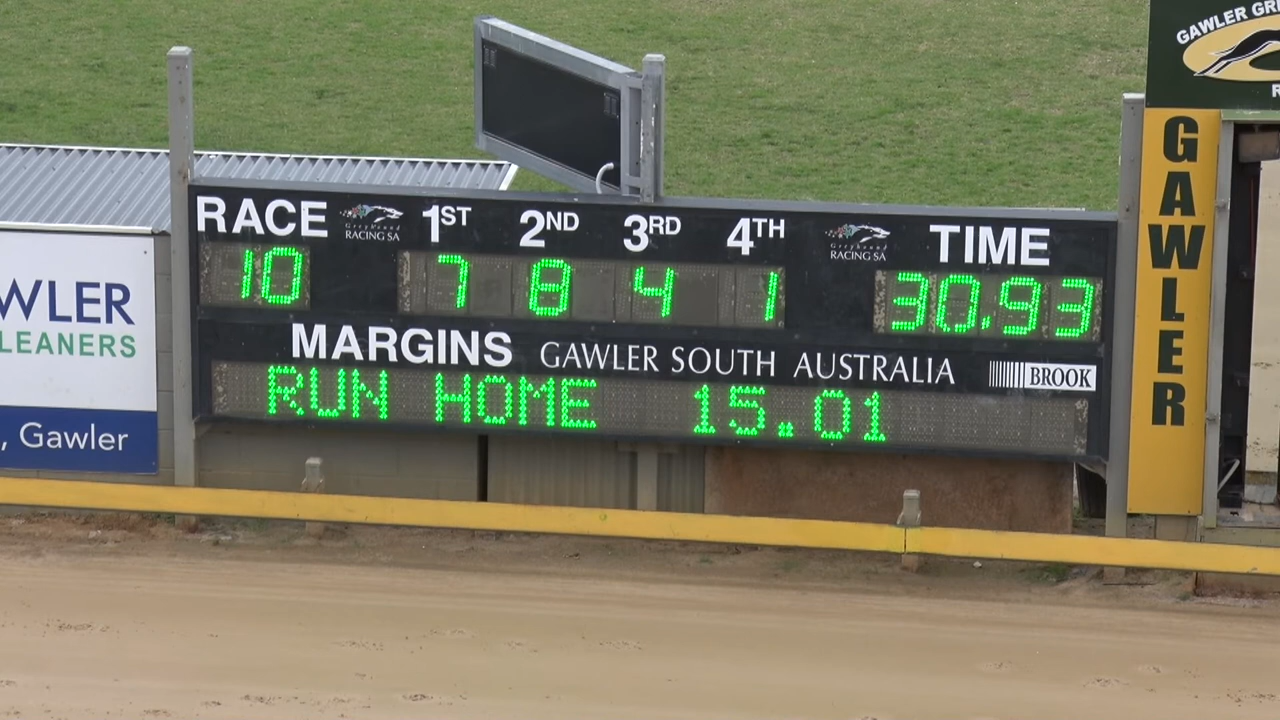 GAWLER GRE
R
GAWLER
RACE
Greyhound
RACING SA
1ST 2ND 3RD 4TH
Greyhound
RACING SA
TIME
10 7 8 4 1 30.93
MARGINS GAWLER SOUTH AUSTRALIA BROOK
RUN HOME 15.01
WLER
LEANERS
, Gawler